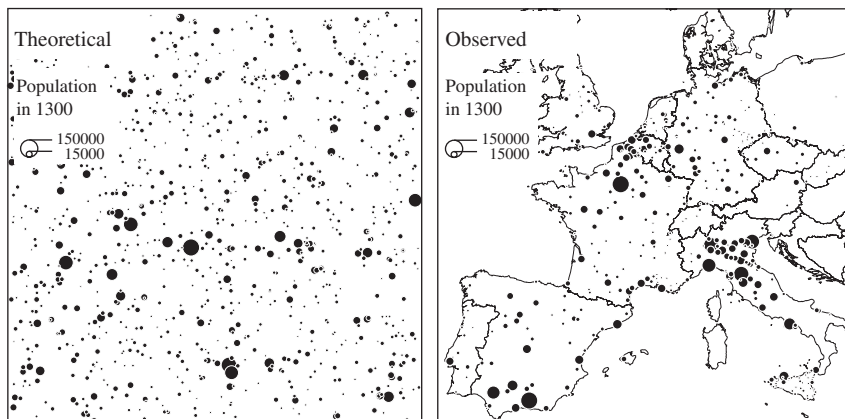 Theoretical
Population
in 1300
150000
15000
Observed
Population
in 1300
150000
15000